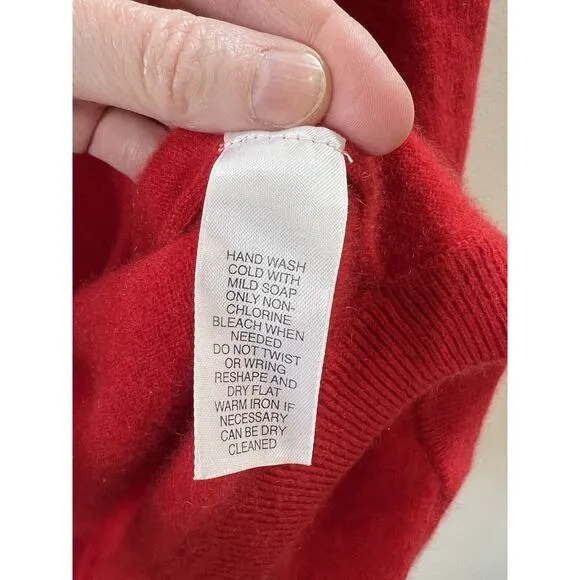 HAND WASH
COLD WITH
MILD SOAP
ONLY NON-
CHLORINE
BLEACH WHEN
NEEDED
DO NOT TWIST
OR WRING
RESHAPE AND
DRY FLAT
WARM IRON IF
NECESSARY
CAN BE DRY
CLEANED